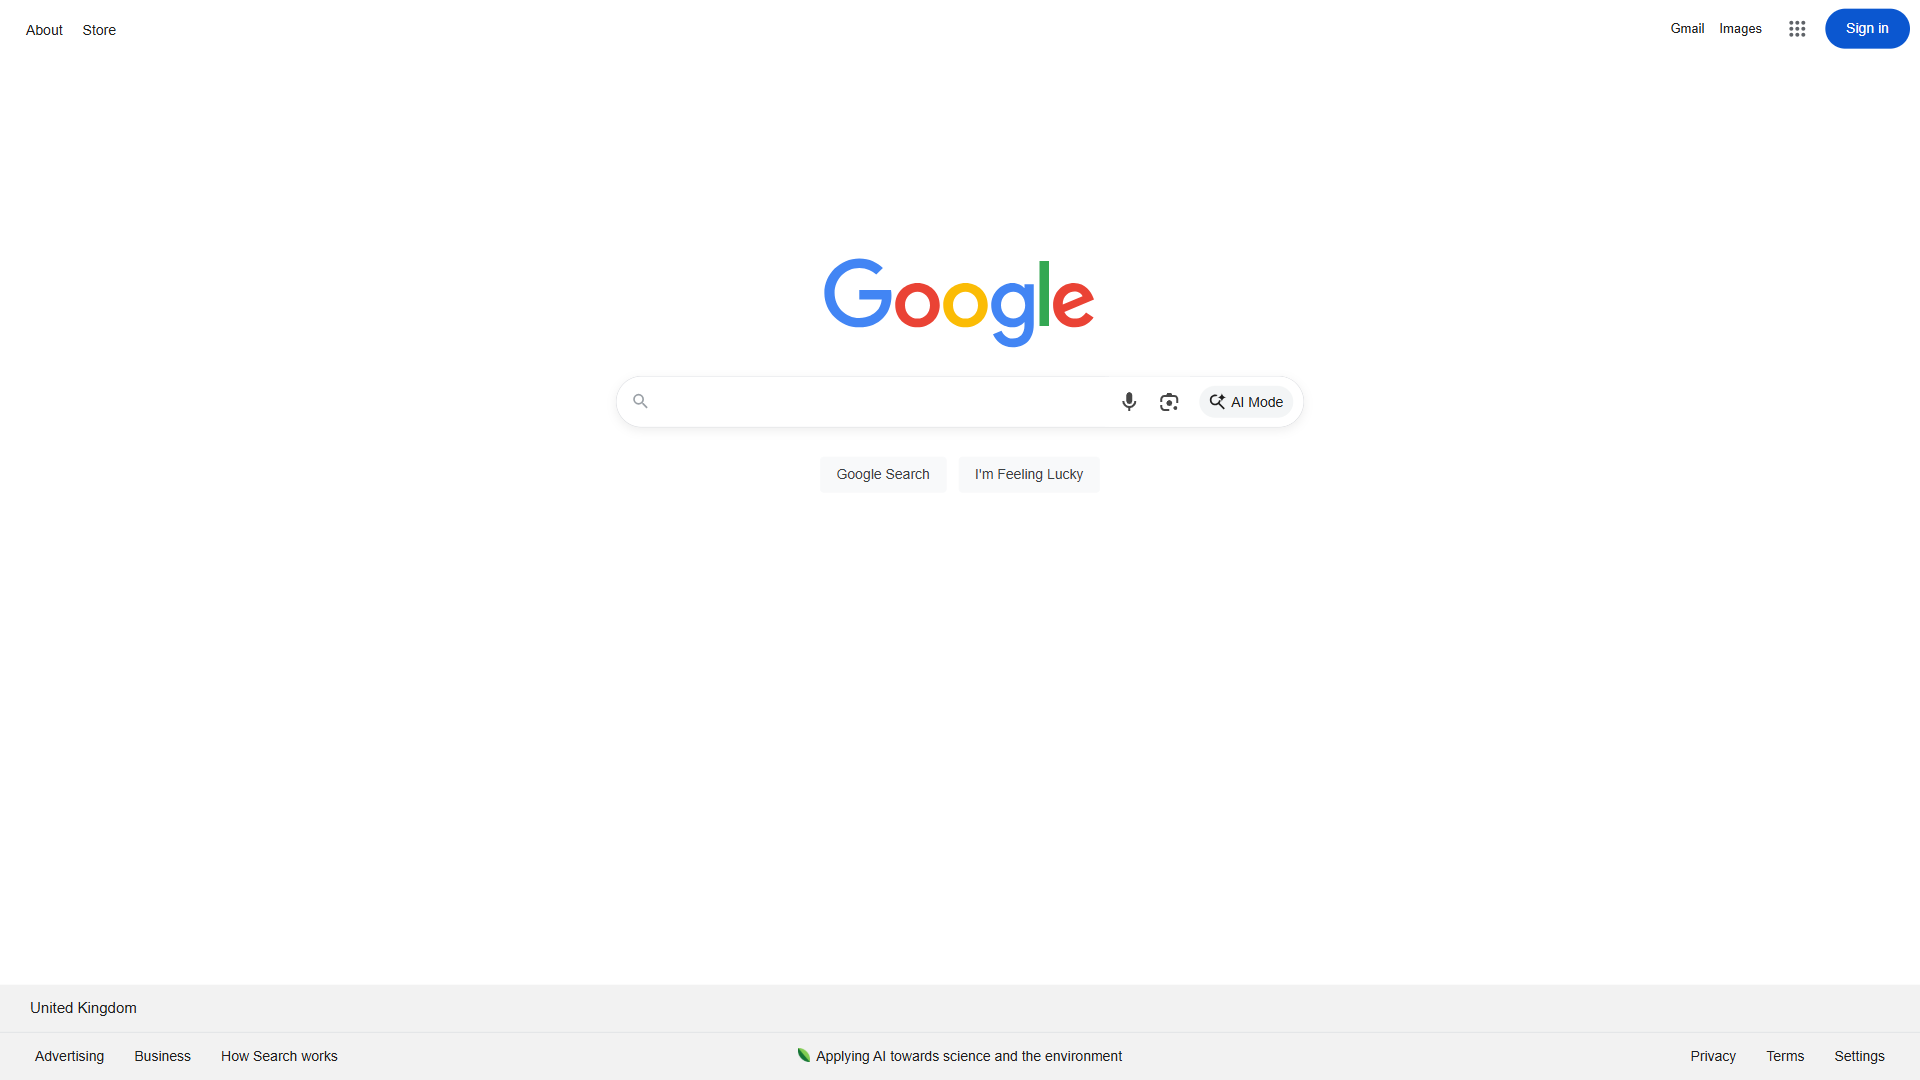 About Store
Gmail Images Sign in
Google
AI Mode
Google Search I'm Feeling Lucky
United Kingdom
Advertising Business How Search works
Applying AI towards science and the environment
Privacy Terms Settings